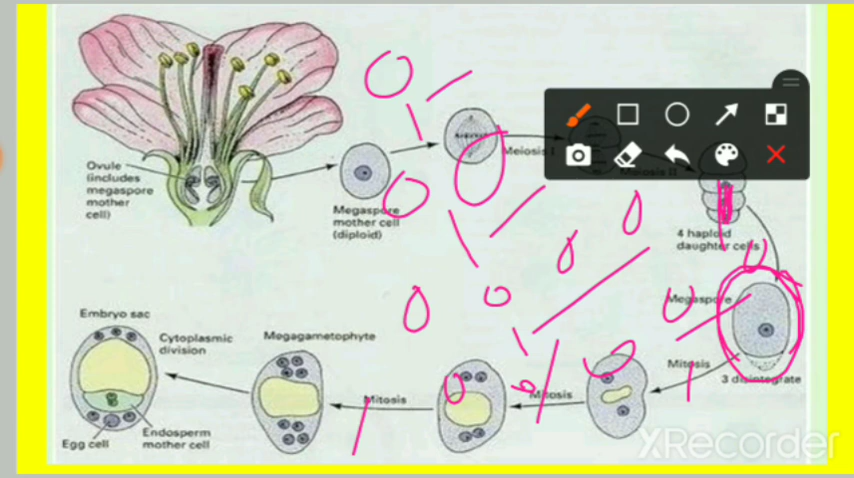 Ovule
(includes
megaspore
mother
cell)
Megaspore
mother cell
(diploid)
Meiosis I
Meiosis II
4 haploid
daughter cells
Megaspore
3 disintegrate
Mitosis
Mitosis
Mitosis
Megagametophyte
Embryo sac
Cytoplasmic
division
Egg cell
Endosperm
mother cell
XRecorder